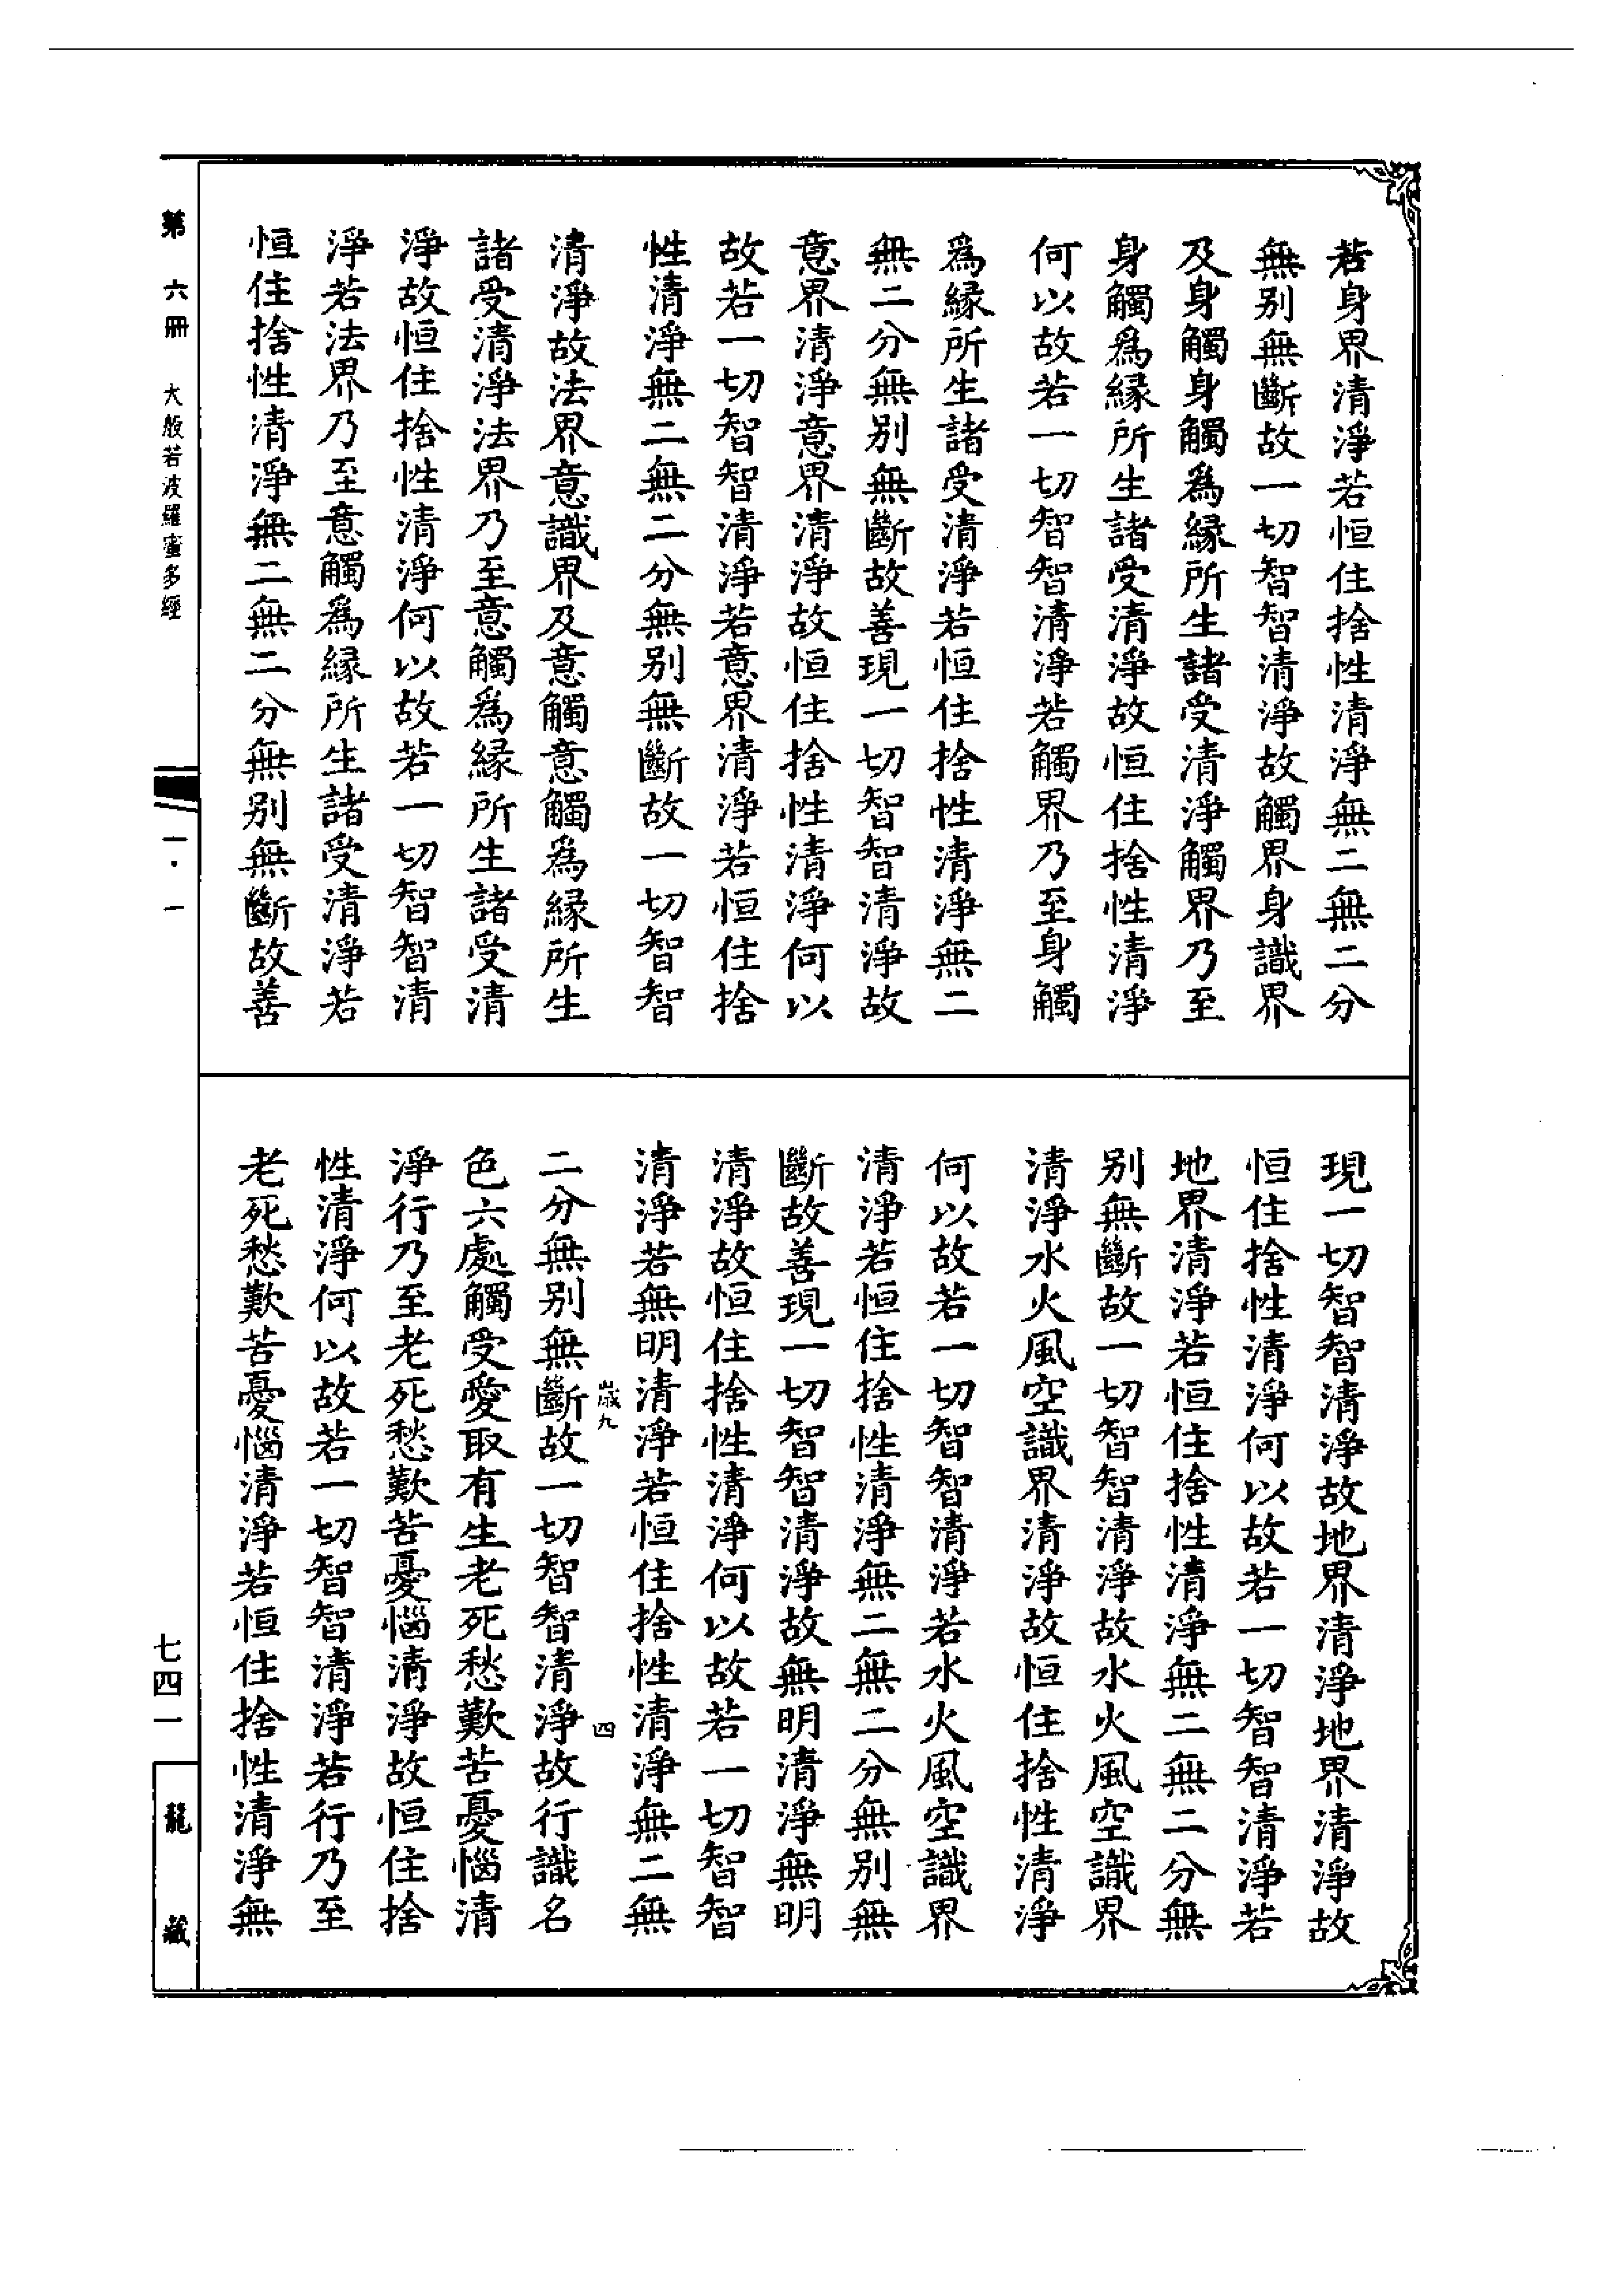 若身界清淨若恒住捨性清淨無二無二分
無別無斷故一切智智清淨故觸界身識界
及身觸身觸爲縁所生諸受清淨觸界乃至
身觸爲縁所生諸受清淨故恒住捨性清淨
何以故若一切智智清淨若觸界乃至身觸
爲縁所生諸受清淨若恒住捨性清淨無二
無二分無別無斷故善現一切智智清淨故
意界清淨意界清淨故恒住捨性清淨何以
故若一切智智清淨若意界清淨若恒住捨
性清淨無二無二分無別無斷故一切智智
清淨故法界意識界及意觸意觸爲縁所生
諸受清淨法界乃至意觸爲縁所生諸受清
淨故恒住捨性清淨何以故若一切智智清
淨若法界乃至意觸爲縁所生諸受清淨若
恒住捨性清淨無二無二分無別無斷故善
現一切智智清淨故地界清淨地界清淨故
恒住捨性清淨何以故若一切智智清淨若
地界清淨若恒住捨性清淨無二無二分無
別無斷故一切智智清淨故水火風空識界
清淨水火風空識界清淨故恒住捨性清淨
何以故若一切智智清淨若水火風空識界
清淨若恒住捨性清淨無二無二分無別無
斷故善現一切智智清淨故無明清淨無明
清淨故恒住捨性清淨何以故若一切智智
清淨若無明清淨若恒住捨性清淨無二無
歲九 四
二分無別無斷故一切智智清淨故行識名
色六處觸受愛取有生老死愁歎苦憂惱清
淨行乃至老死愁歎苦憂惱清淨故恒住捨
性清淨何以故若一切智智清淨若行乃至
老死愁歎苦憂惱清淨若恒住捨性清淨無
第六冊 大般若波羅蜜多經
一·一
七四一
龍藏